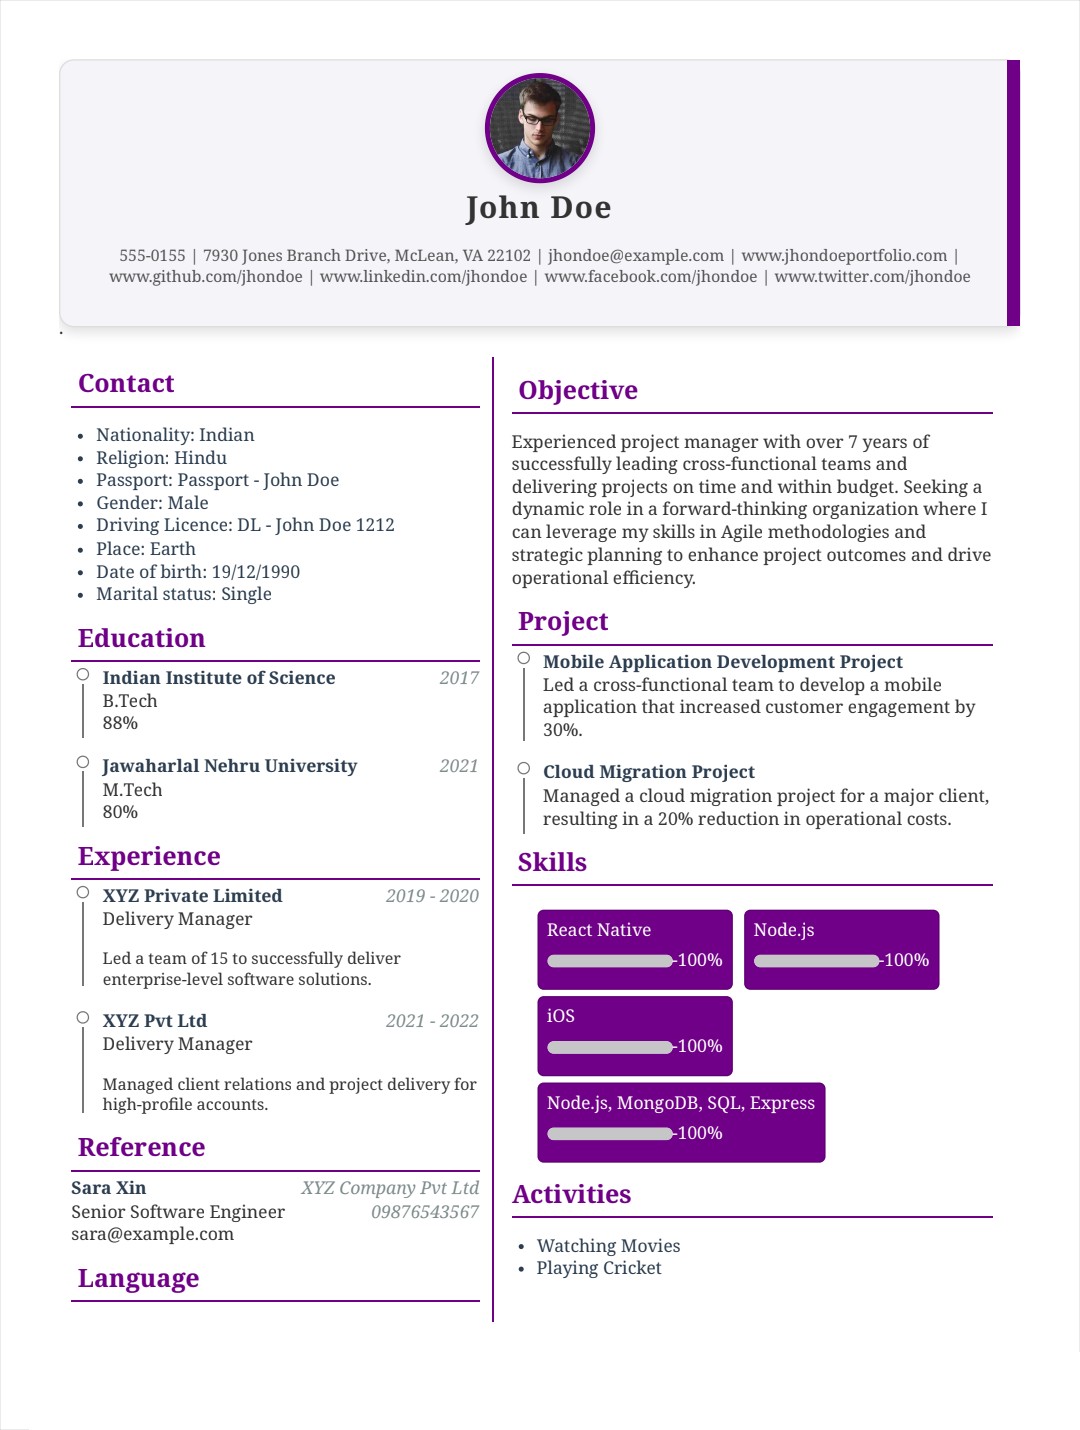 John Doe
555-0155 | 7930 Jones Branch Drive, McLean, VA 22102 | jhondoe@example.com | www.jhondoeportfolio.com |
www.github.com/jhondoe | www.linkedin.com/jhondoe | www.facebook.com/jhondoe | www.twitter.com/jhondoe
.
Contact
• Nationality: Indian
• Religion: Hindu
• Passport: Passport - John Doe
• Gender: Male
• Driving Licence: DL - John Doe 1212
• Place: Earth
• Date of birth: 19/12/1990
• Marital status: Single
Education
Indian Institute of Science 2017
B.Tech
88%
Jawaharlal Nehru University 2021
M.Tech
80%
Experience
XYZ Private Limited 2019 - 2020
Delivery Manager
Led a team of 15 to successfully deliver
enterprise-level software solutions.
XYZ Pvt Ltd 2021 - 2022
Delivery Manager
Managed client relations and project delivery for
high-profile accounts.
Reference
Sara Xin XYZ Company Pvt Ltd
Senior Software Engineer 09876543567
sara@example.com
Language
Objective
Experienced project manager with over 7 years of
successfully leading cross-functional teams and
delivering projects on time and within budget. Seeking a
dynamic role in a forward-thinking organization where I
can leverage my skills in Agile methodologies and
strategic planning to enhance project outcomes and drive
operational efficiency.
Project
Mobile Application Development Project
Led a cross-functional team to develop a mobile
application that increased customer engagement by
30%.
Cloud Migration Project
Managed a cloud migration project for a major client,
resulting in a 20% reduction in operational costs.
Skills
React Native
-100%
Node.js
-100%
iOS
-100%
Node.js, MongoDB, SQL, Express
-100%
Activities
• Watching Movies
• Playing Cricket